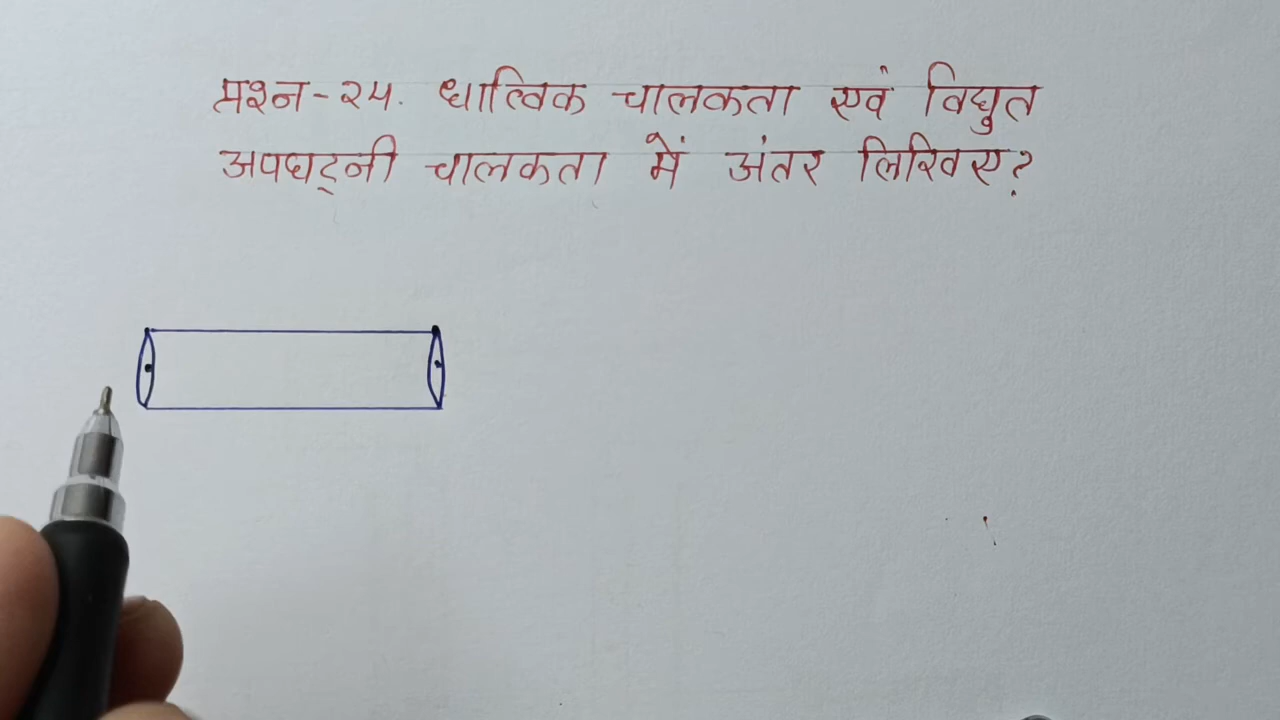 प्रश्न-२५. धात्विक चालकता एवं विद्युत
अपघट्नी चालकता में अंतर लिखिए?